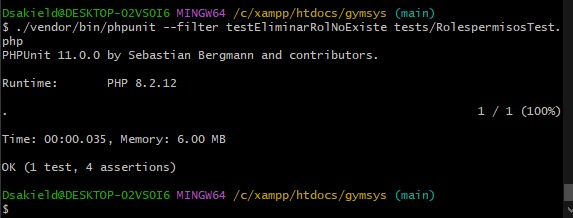 Dsakield@DESKTOP-O2VSOI6 MINGW64 /c/xampp/htdocs/gymsys (main)
$ ./vendor/bin/phpunit --filter testEliminarRolNoExiste tests/RolespermisosTest.
php
PHPUnit 11.0.0 by Sebastian Bergmann and contributors.
Runtime:       PHP 8.2.12
.                                                                   1 / 1 (100%)
Time: 00:00.035, Memory: 6.00 MB
OK (1 test, 4 assertions)
Dsakield@DESKTOP-O2VSOI6 MINGW64 /c/xampp/htdocs/gymsys (main)
$